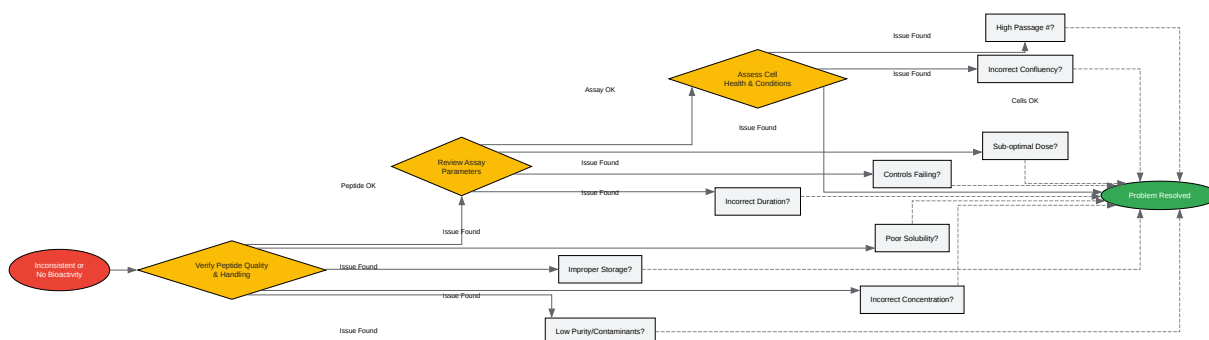 High Passage #?
Issue Found
Incorrect Confluency?
Issue Found
Assess Cell
Health & Conditions
Assay OK
Cells OK
Issue Found
Sub-optimal Dose?
Review Assay
Parameters
Issue Found
Controls Failing?
Peptide OK
Issue Found
Incorrect Duration?
Problem Resolved
Issue Found
Poor Solubility?
Inconsistent or
No Bioactivity
Verify Peptide Quality
& Handling
Issue Found
Improper Storage?
Issue Found
Incorrect Concentration?
Issue Found
Low Purity/Contaminants?